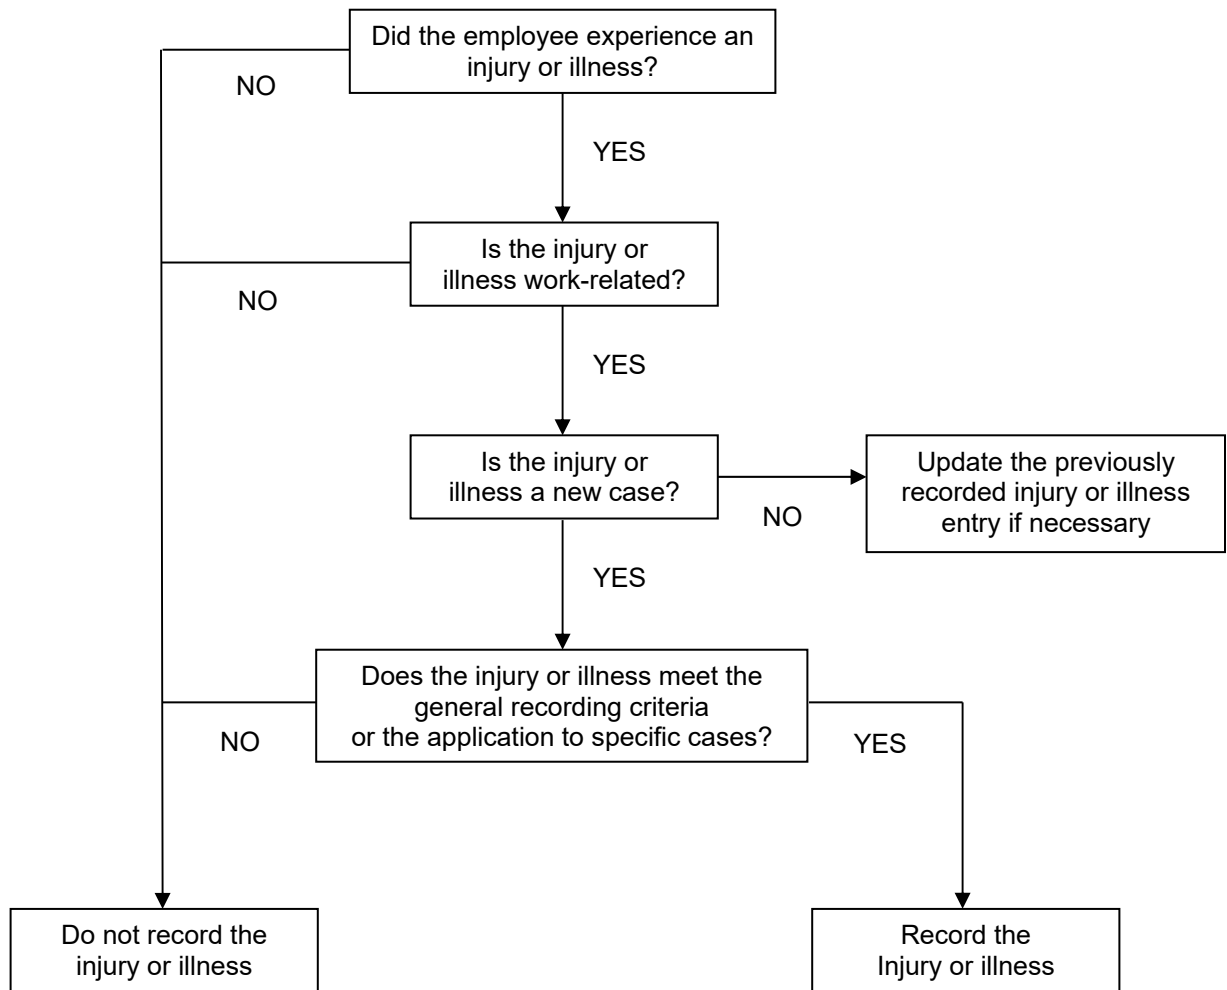 Did the employee experience an
injury or illness?
NO
YES
Is the injury or
illness work-related?
NO
YES
Is the injury or
illness a new case?
NO
Update the previously
recorded injury or illness
entry if necessary
YES
Does the injury or illness meet the
general recording criteria
or the application to specific cases?
NO
YES
Do not record the
injury or illness
Record the
Injury or illness